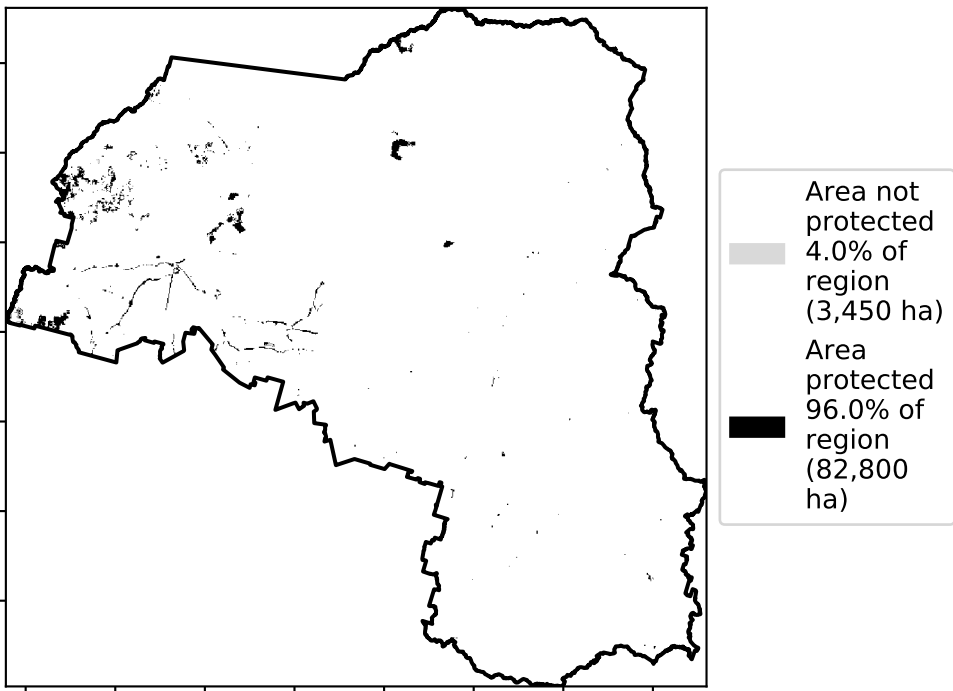 Area not
protected
4.0% of
region
(3,450 ha)
Area
protected
96.0% of
region
(82,800
ha)